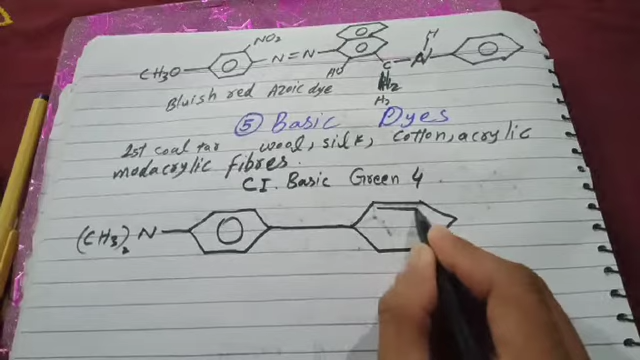 NO₂
H
CH₃O N=N C N
HO H₂
H₂
Bluish red Azoic dye
⑤ Basic Dyes
1st coal tar wool, silk, cotton, acrylic
modacrylic fibres.
C I. Basic Green 4
(CH₃)₂ N